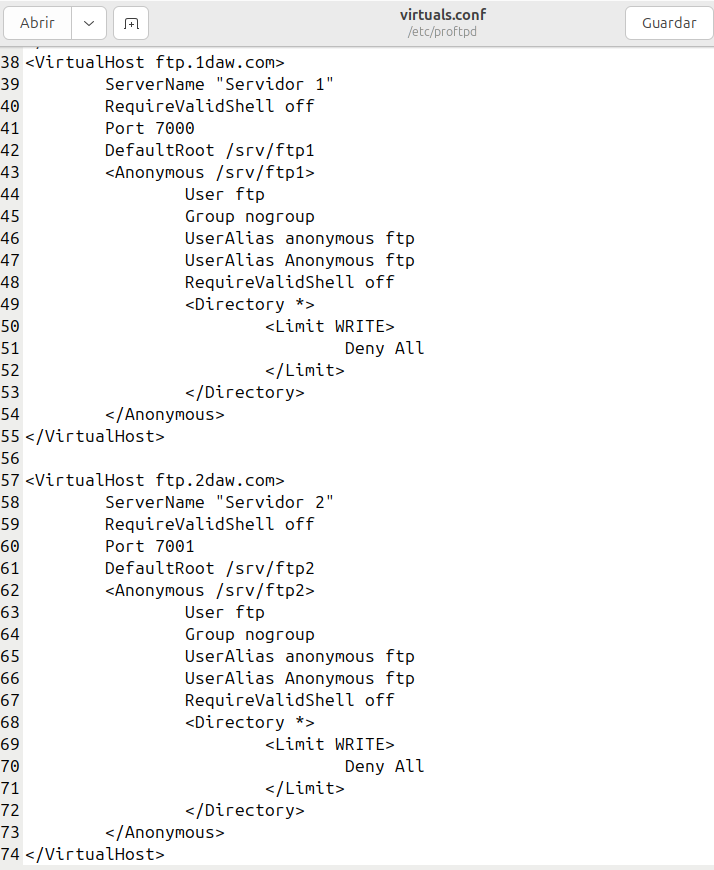 Abrir
virtuals.conf
/etc/proftpd
Guardar
38 <VirtualHost ftp.1daw.com>
39 ServerName "Servidor 1"
40 RequireValidShell off
41 Port 7000
42 DefaultRoot /srv/ftp1
43 <Anonymous /srv/ftp1>
44 User ftp
45 Group nogroup
46 UserAlias anonymous ftp
47 UserAlias Anonymous ftp
48 RequireValidShell off
49 <Directory *>
50 <Limit WRITE>
51 Deny All
52 </Limit>
53 </Directory>
54 </Anonymous>
55 </VirtualHost>
56
57 <VirtualHost ftp.2daw.com>
58 ServerName "Servidor 2"
59 RequireValidShell off
60 Port 7001
61 DefaultRoot /srv/ftp2
62 <Anonymous /srv/ftp2>
63 User ftp
64 Group nogroup
65 UserAlias anonymous ftp
66 UserAlias Anonymous ftp
67 RequireValidShell off
68 <Directory *>
69 <Limit WRITE>
70 Deny All
71 </Limit>
72 </Directory>
73 </Anonymous>
74 </VirtualHost>